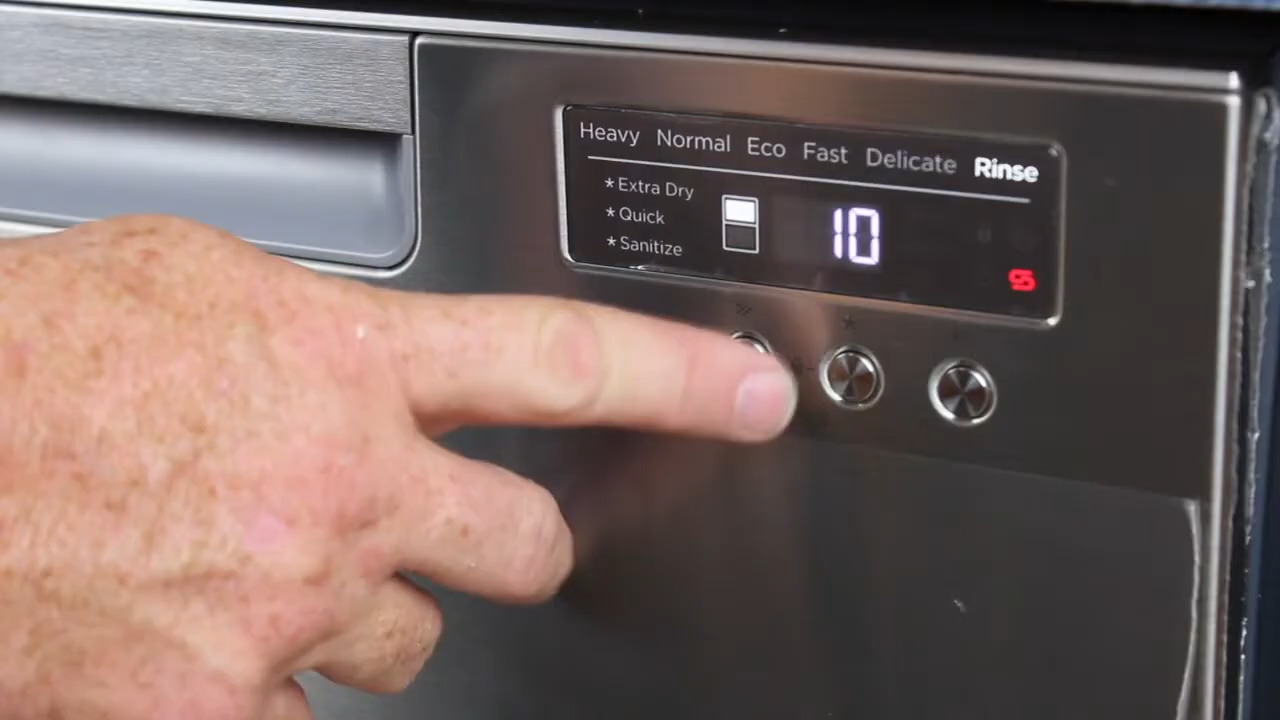 Heavy Normal Eco Fast Delicate Rinse
* Extra Dry
* Quick
* Sanitize
10